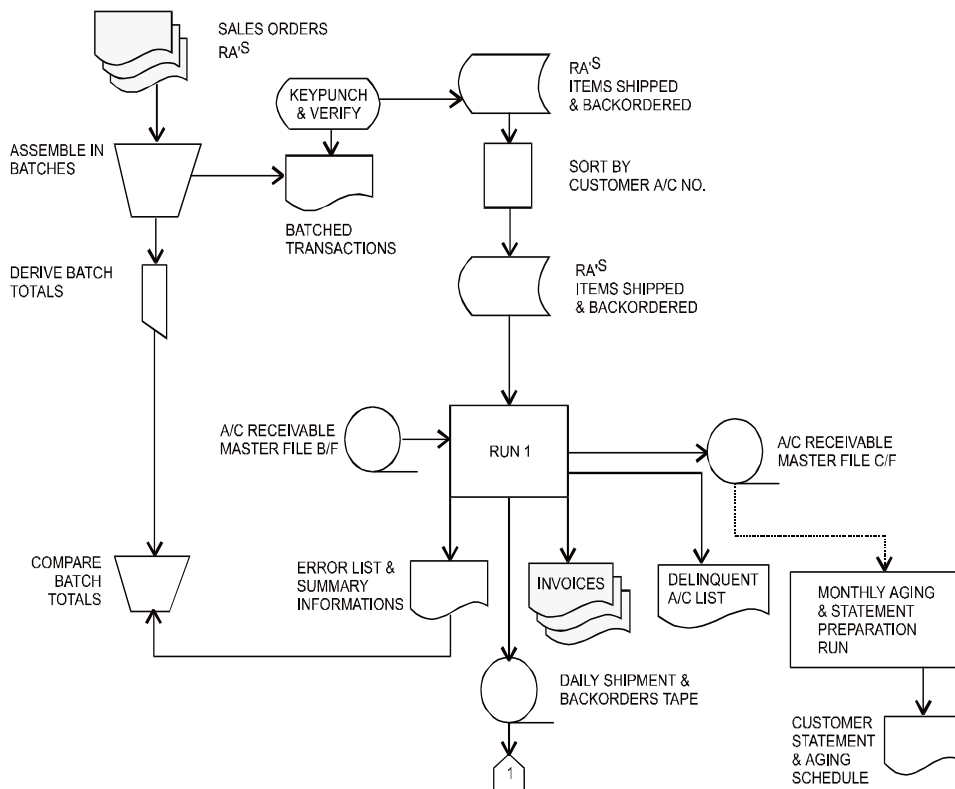 SALES ORDERS
RA'S
KEYPUNCH
& VERIFY
RA'S
ITEMS SHIPPED
& BACKORDERED
ASSEMBLE IN
BATCHES
SORT BY
CUSTOMER A/C NO.
BATCHED
TRANSACTIONS
DERIVE BATCH
TOTALS
RA'S
ITEMS SHIPPED
& BACKORDERED
A/C RECEIVABLE
MASTER FILE B/F
RUN 1
A/C RECEIVABLE
MASTER FILE C/F
COMPARE
BATCH
TOTALS
ERROR LIST &
SUMMARY
INFORMATIONS
INVOICES
DELINQUENT
A/C LIST
MONTHLY AGING
& STATEMENT
PREPARATION
RUN
DAILY SHIPMENT &
BACKORDERS TAPE
CUSTOMER
STATEMENT
& AGING
SCHEDULE
1